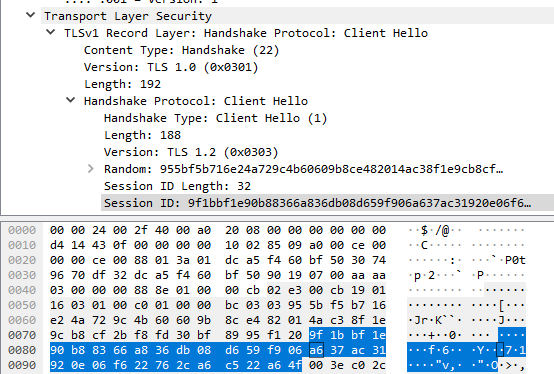 .... .001 = Version: 1
Transport Layer Security
TLSv1 Record Layer: Handshake Protocol: Client Hello
Content Type: Handshake (22)
Version: TLS 1.0 (0x0301)
Length: 192
Handshake Protocol: Client Hello
Handshake Type: Client Hello (1)
Length: 188
Version: TLS 1.2 (0x0303)
Random: 955bf5b716e24a729c4b60609b8ce482014ac38f1e9cb8cf…
Session ID Length: 32
Session ID: 9f1bbf1e90b88366a836db08d659f906a637ac31920e06f6…
0000 00 00 24 00 2f 40 00 a0 20 08 00 00 00 00 00 00 ··$·/@··
0010 d4 14 43 0f 00 00 00 00 10 02 85 09 a0 00 ce 00 ··C·····
0020 00 00 ce 00 88 01 3a 01 dc a5 f4 60 bf 50 30 74 ······:· ···`·P0t
0030 96 70 df 32 dc a5 f4 60 bf 50 90 19 07 00 aa aa ·p·2···` ·P······
0040 03 00 00 00 88 8e 01 00 00 cb 02 e3 00 cb 19 01
0050 16 03 01 00 c0 01 00 00 bc 03 03 95 5b f5 b7 16 ········ ····[···
0060 e2 4a 72 9c 4b 60 60 9b 8c e4 82 01 4a c3 8f 1e ·Jr·K``· ····J···
0070 9c b8 cf 2b f8 fd 30 bf 89 95 f1 20 9f 1b bf 1e ···+··0· ··· ····
0080 90 b8 83 66 a8 36 db 08 d6 59 f9 06 a6 37 ac 31 ···f·6·· ·Y···7·1
0090 92 0e 06 f6 22 76 2c a6 c5 22 a6 4f 00 3e c0 2c ····"v,· ·"·O·>·,